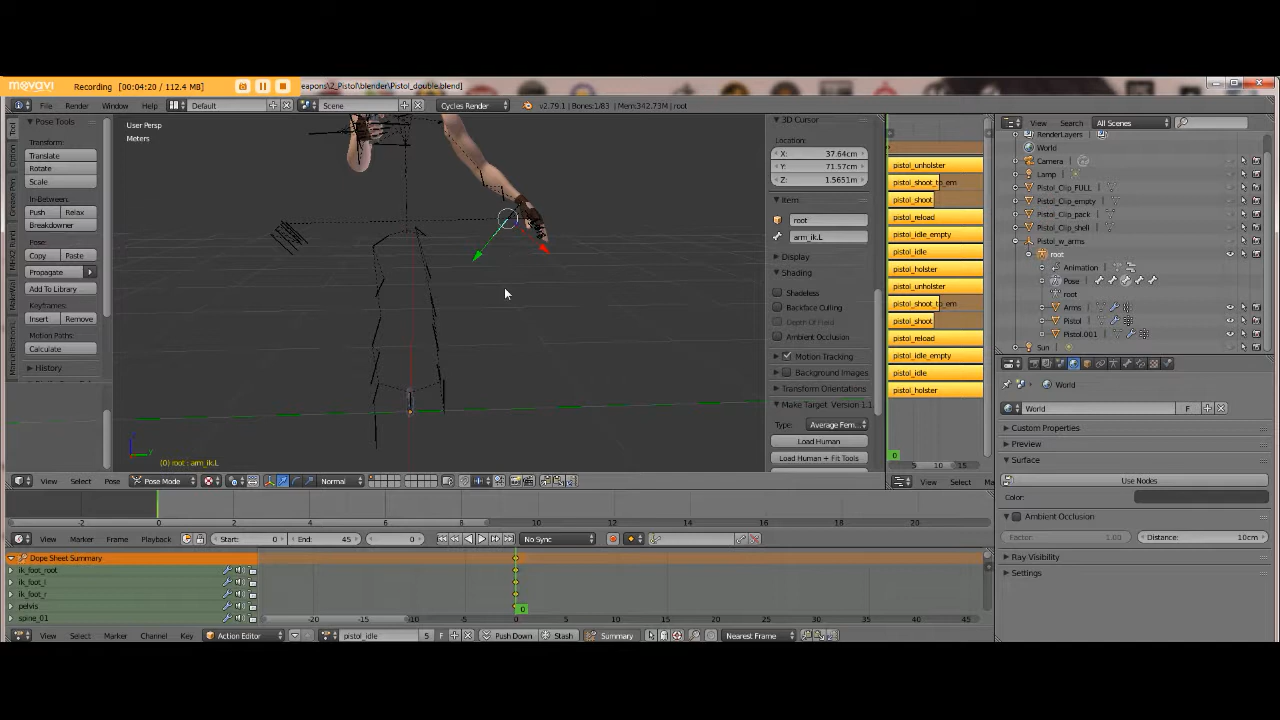 movavi Recording (00:04:20 / 112.4 MB) eapons\2_Pistol\blender\Pistol_double.blend]
File Render Window Help Default Scene Cycles Render v2.79.1 | Bones:1/83 | Mem:342.73M | root
Pose Tools
Transform:
Translate
Rotate
Scale
In-Between:
Push Relax
Breakdowner
Pose:
Copy Paste
Propagate
Add To Library
Keyframes:
Insert Remove
Motion Paths:
Calculate
History
User Persp
Meters
(0) root : arm_ik.L
View Select Pose Pose Mode Normal
3D Cursor
Location:
X: 37.64cm
Y: 71.57cm
Z: 1.5651m
Item
root
arm_ik.L
Display
Shading
Shadeless
Backface Culling
Depth Of Field
Ambient Occlusion
Motion Tracking
Background Images
Transform Orientations
Make Target: Version 1.1
Type: Average Fem...
Load Human
Load Human + Fit Tools
pistol_unholster
pistol_shoot_to_em
pistol_shoot
pistol_reload
pistol_idle_empty
pistol_idle
pistol_holster
pistol_unholster
pistol_shoot_to_em
pistol_shoot
pistol_reload
pistol_idle_empty
pistol_idle
pistol_holster
0
5 10 15
View Select Ma
View Search All Scenes
RenderLayers
World
Camera
Lamp
Pistol_Clip_FULL
Pistol_Clip_empty
Pistol_Clip_pack
Pistol_Clip_shell
Pistol_w_arms
root
Animation
Pose
root
Arms
Pistol
Pistol.001
Sun
World
World F
Custom Properties
Preview
Surface
Use Nodes
Color:
Ambient Occlusion
Factor: 1.00 Distance: 10cm
Ray Visibility
Settings
-2 0 2 4 6 8 10 12 14 16 18 20
View Marker Frame Playback Start: 0 End: 45 0 No Sync
Dope Sheet Summary
ik_foot_root
ik_foot_l
ik_foot_r
pelvis
spine_01
0
-20 -15 -10 -5 0 5 10 15 20 25 30 35 40 45
View Select Marker Channel Key Action Editor pistol_idle 5 F Push Down Stash Summary Nearest Frame